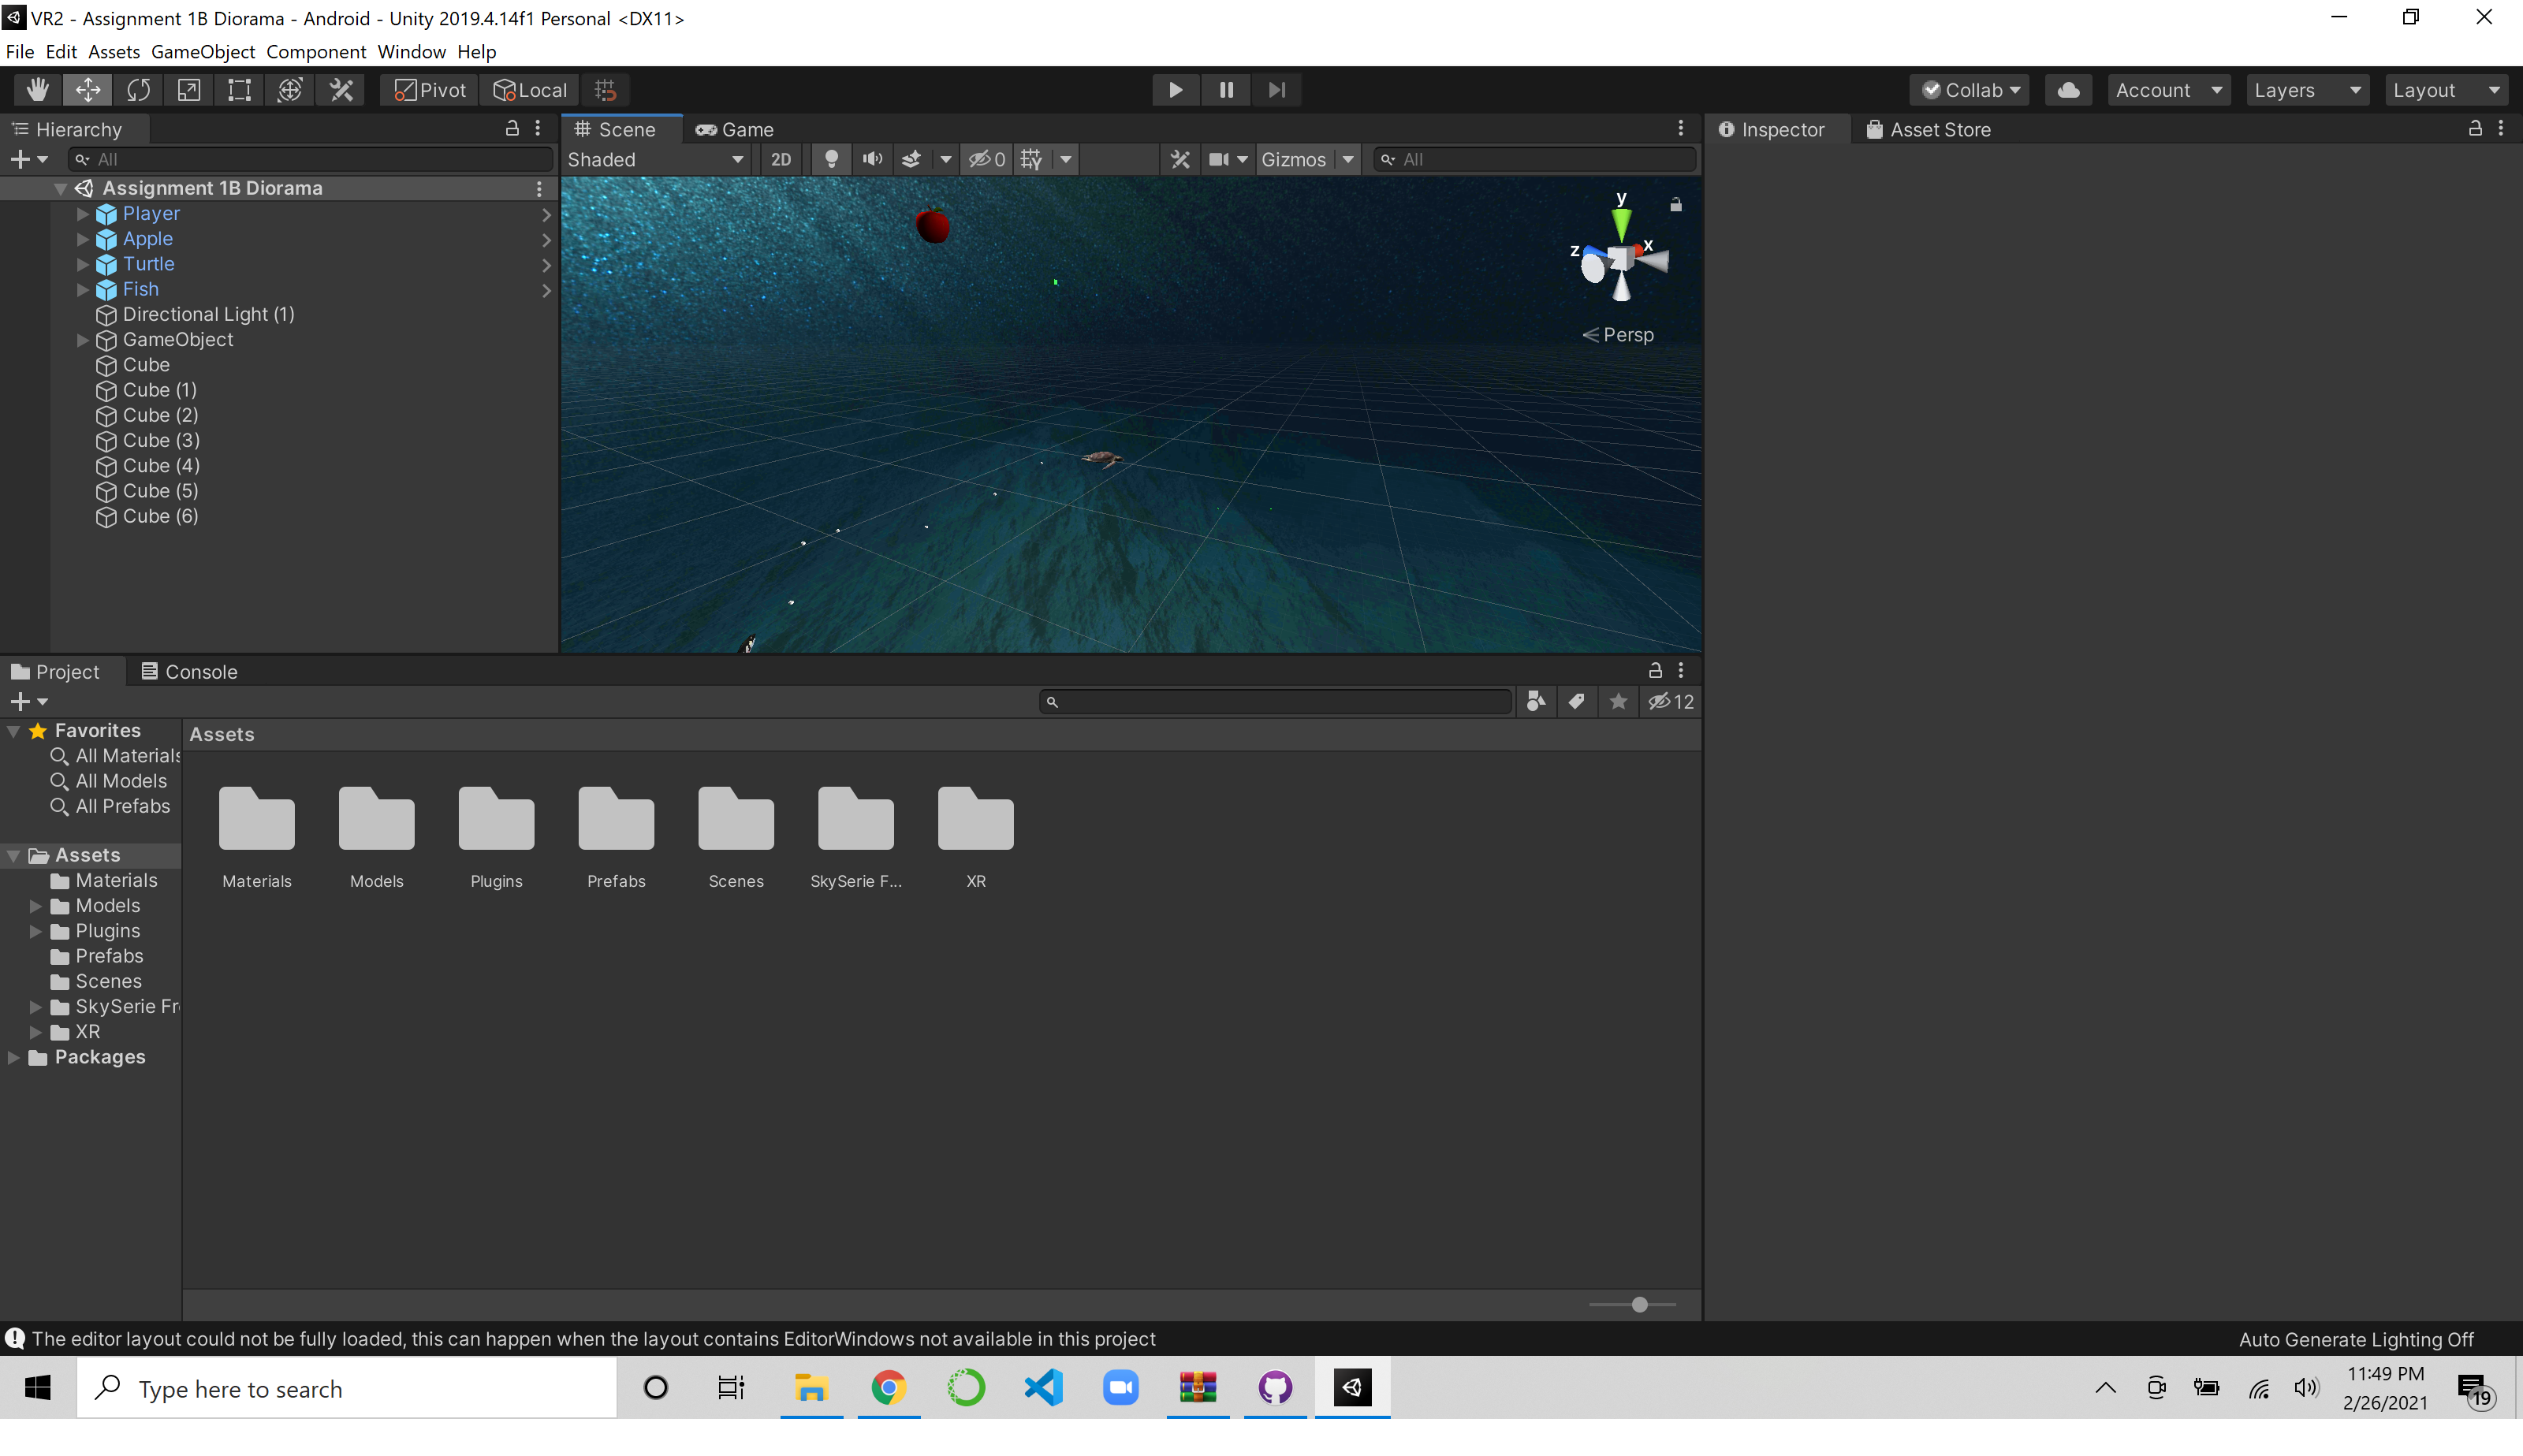 VR2 - Assignment 1B Diorama - Android - Unity 2019.4.14f1 Personal <DX11>
File Edit Assets GameObject Component Window Help
Pivot Local Collab Account Layers Layout
Hierarchy
All
Assignment 1B Diorama
Player
Apple
Turtle
Fish
Directional Light (1)
GameObject
Cube
Cube (1)
Cube (2)
Cube (3)
Cube (4)
Cube (5)
Cube (6)
Scene Game
Shaded 2D 0 Gizmos All
y
z x
Persp
Inspector Asset Store
Project Console
12
Favorites
All Materials
All Models
All Prefabs
Assets
Materials
Models
Plugins
Prefabs
Scenes
SkySerie Fr
XR
Packages
Assets
Materials Models Plugins Prefabs Scenes SkySerie F... XR
The editor layout could not be fully loaded, this can happen when the layout contains EditorWindows not available in this project
Auto Generate Lighting Off
Type here to search
11:49 PM
2/26/2021
19